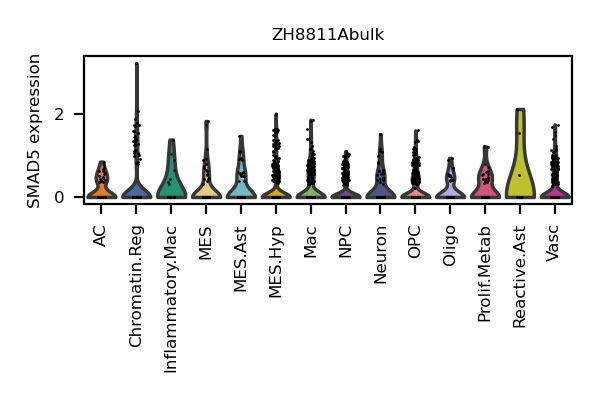 ZH8811Abulk
SMAD5 expression
2
0
AC
Chromatin.Reg
Inflammatory.Mac
MES
MES.Ast
MES.Hyp
Mac
NPC
Neuron
OPC
Oligo
Prolif.Metab
Reactive.Ast
Vasc